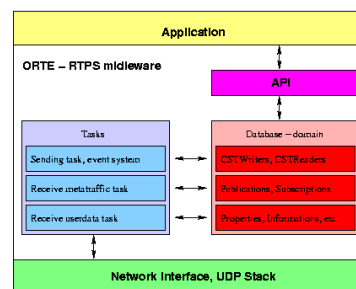 Application
ORTE – RTPS midleware
API
Tasks
Database – domain
Sending task, event system
CSTWriters, CSTReaders
Receive metatraffic task
Publications, Subscriptions
Receive userdata task
Properties, Informations, etc.
Network Interface, UDP Stack